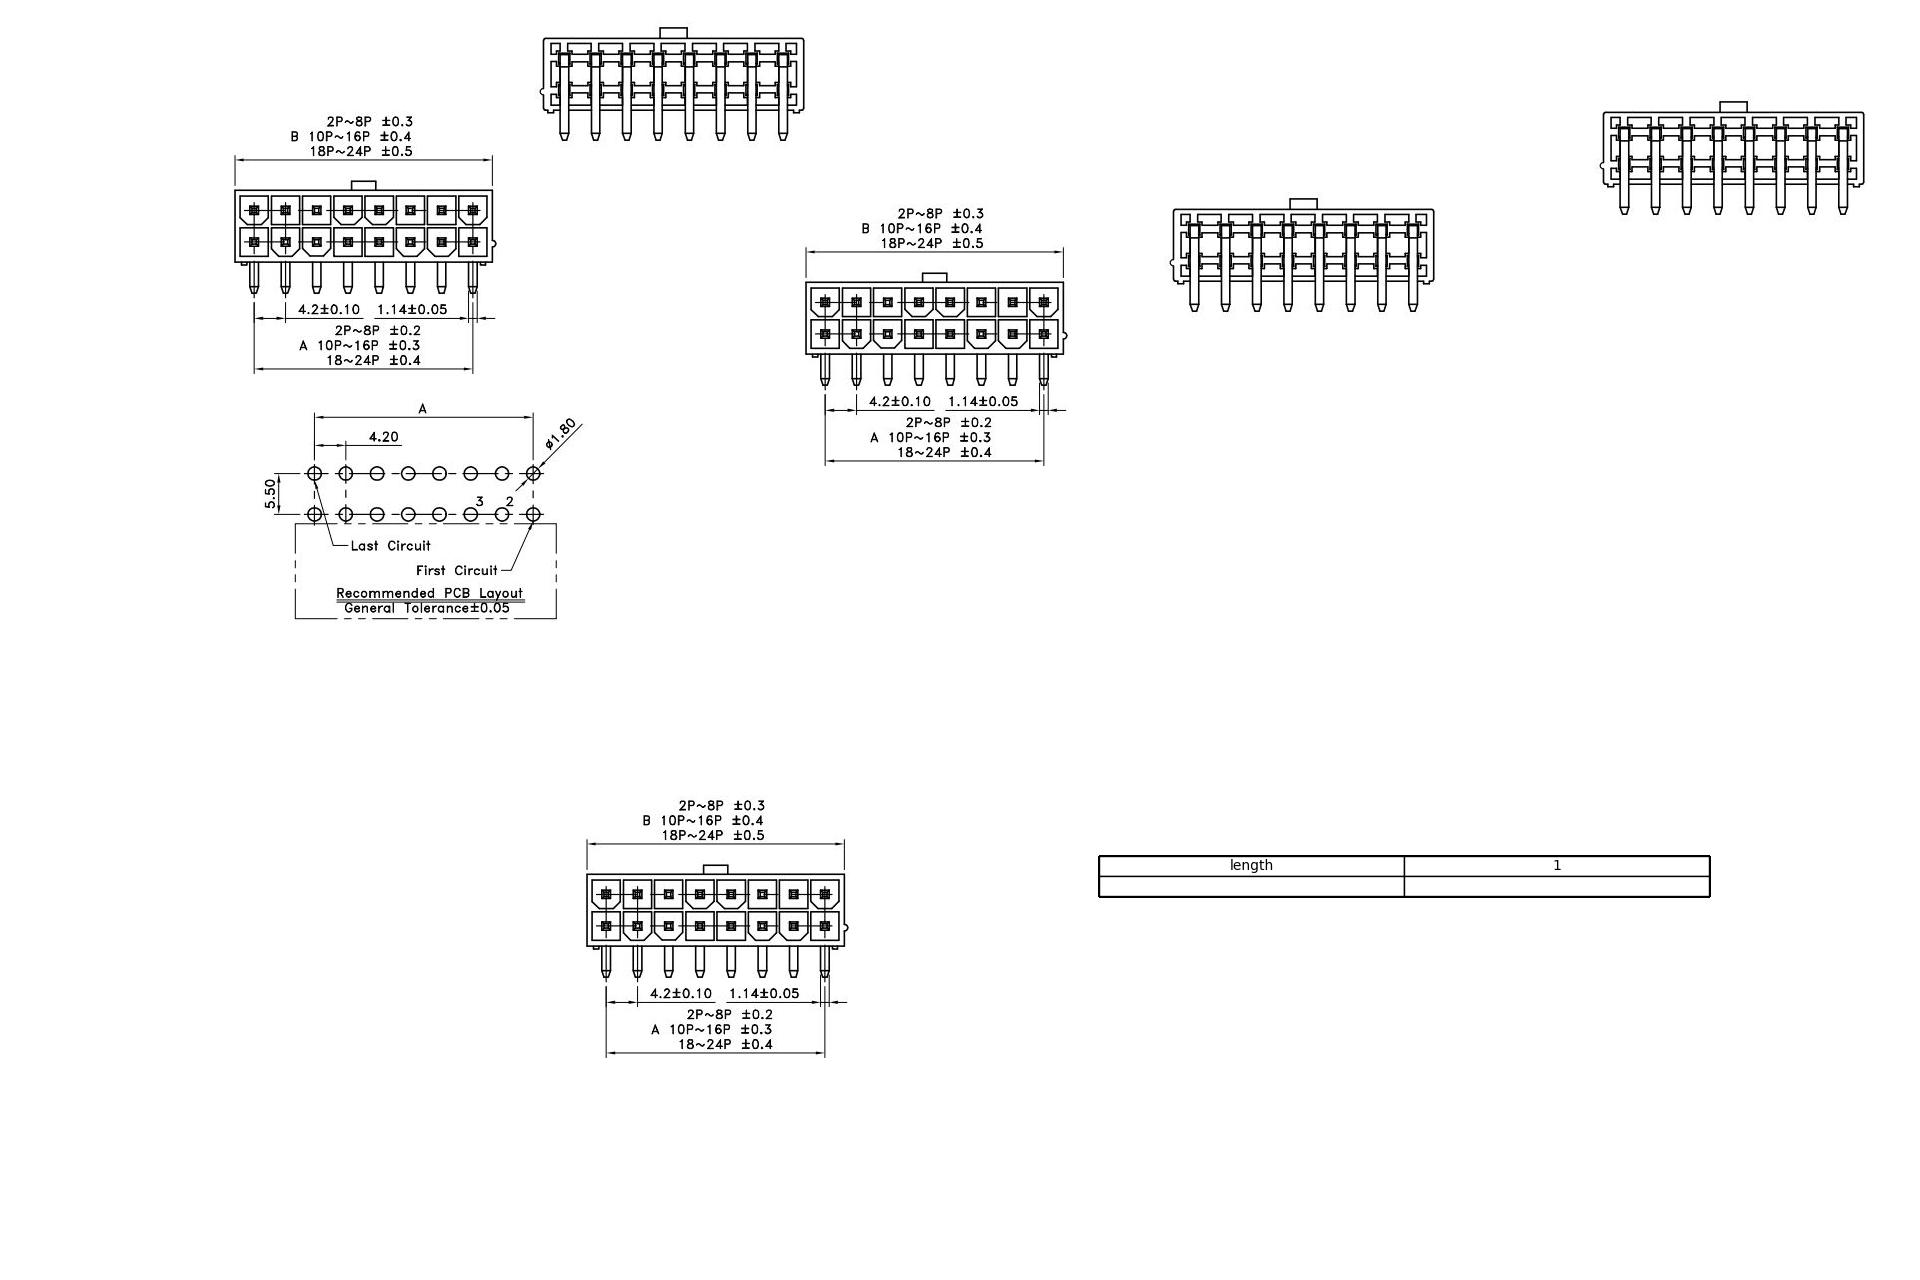 2P~8P ±0.3
B 10P~16P ±0.4
18P~24P ±0.5
4.2±0.10 1.14±0.05
2P~8P ±0.2
A 10P~16P ±0.3
18~24P ±0.4
2P~8P ±0.3
B 10P~16P ±0.4
18P~24P ±0.5
4.2±0.10 1.14±0.05
2P~8P ±0.2
A 10P~16P ±0.3
18~24P ±0.4
A
4.20
ø1.80
5.50
3 2
Last Circuit
First Circuit
Recommended PCB Layout
General Tolerance±0.05
2P~8P ±0.3
B 10P~16P ±0.4
18P~24P ±0.5
4.2±0.10 1.14±0.05
2P~8P ±0.2
A 10P~16P ±0.3
18~24P ±0.4
length 1